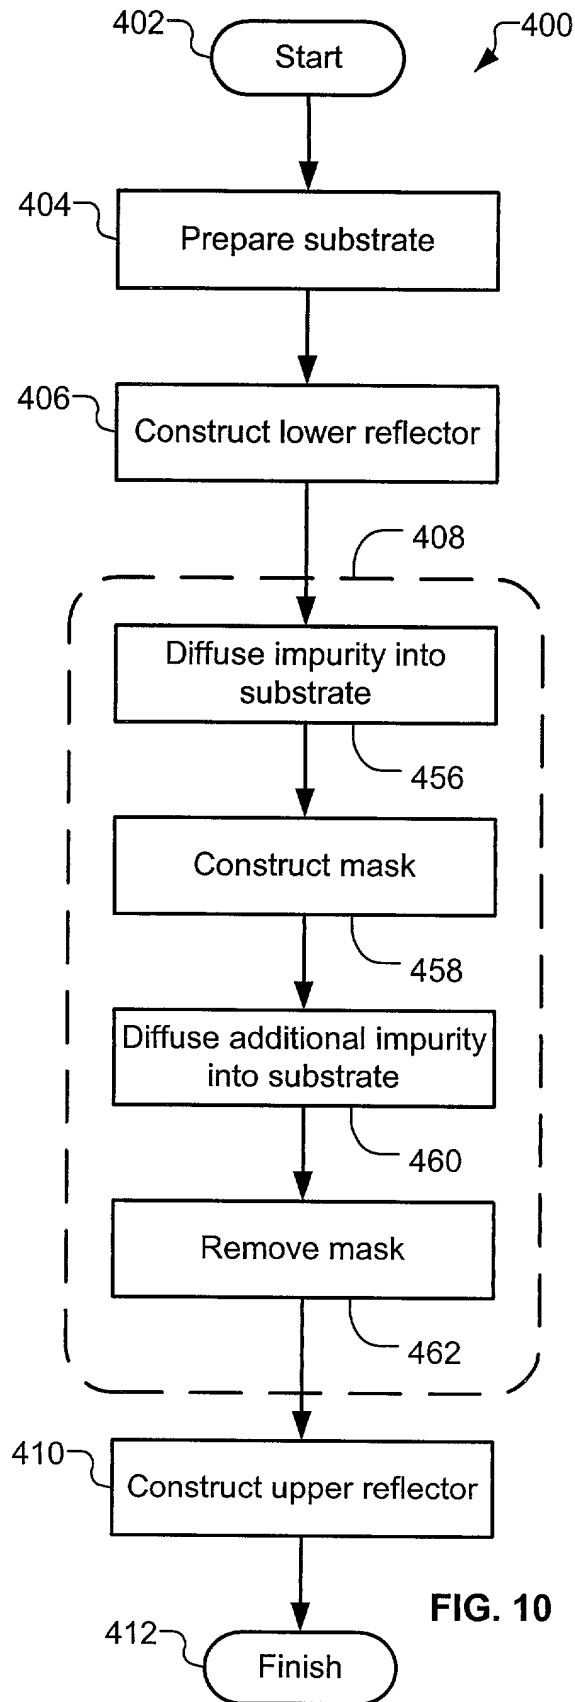 402
Start
400
404
Prepare substrate
406
Construct lower reflector
408
Diffuse impurity into
substrate
456
Construct mask
458
Diffuse additional impurity
into substrate
460
Remove mask
462
410
Construct upper reflector
FIG. 10
412
Finish